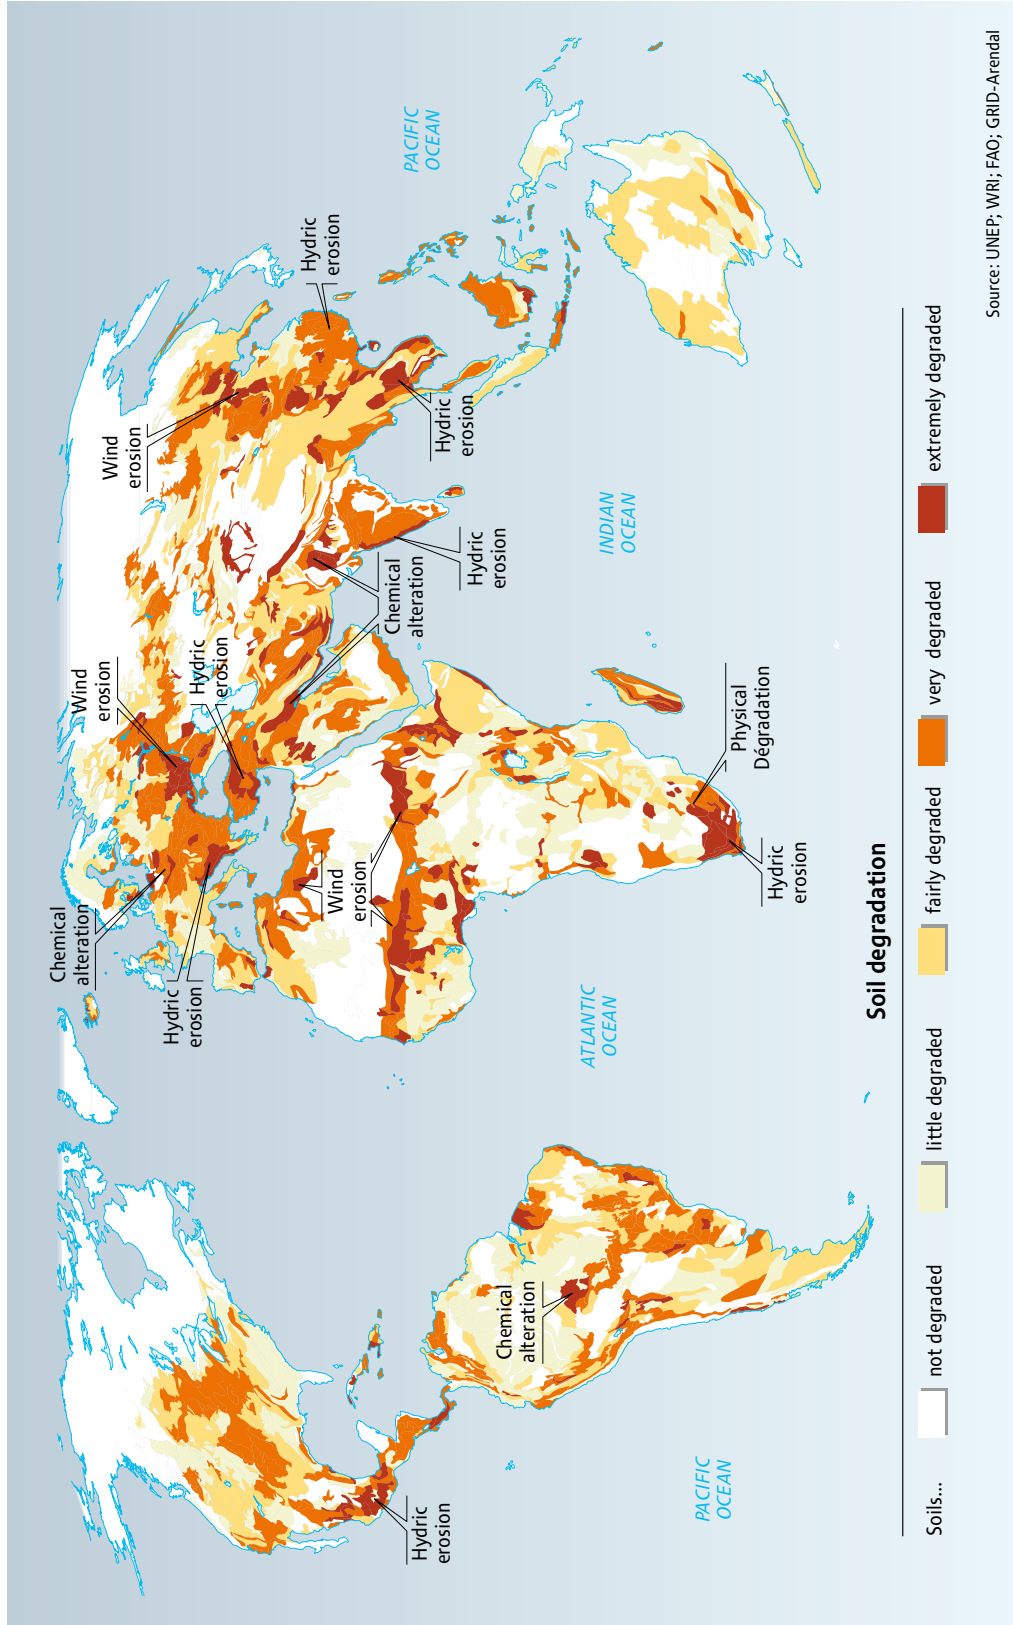 PACIFIC
OCEAN
Hydric
erosion
Wind
erosion
Hydric
erosion
INDIAN
OCEAN
Hydric
erosion
Chemical
alteration
Hydric
erosion
Wind
erosion
Physical
Dégradation
Hydric
erosion
Wind
erosion
Chemical
alteration
Hydric
erosion
ATLANTIC
OCEAN
Chemical
alteration
Hydric
erosion
PACIFIC
OCEAN
Soil degradation
Soils...
not degraded
little degraded
fairly degraded
very degraded
extremely degraded
Source: UNEP; WRI; FAO; GRID-Arendal